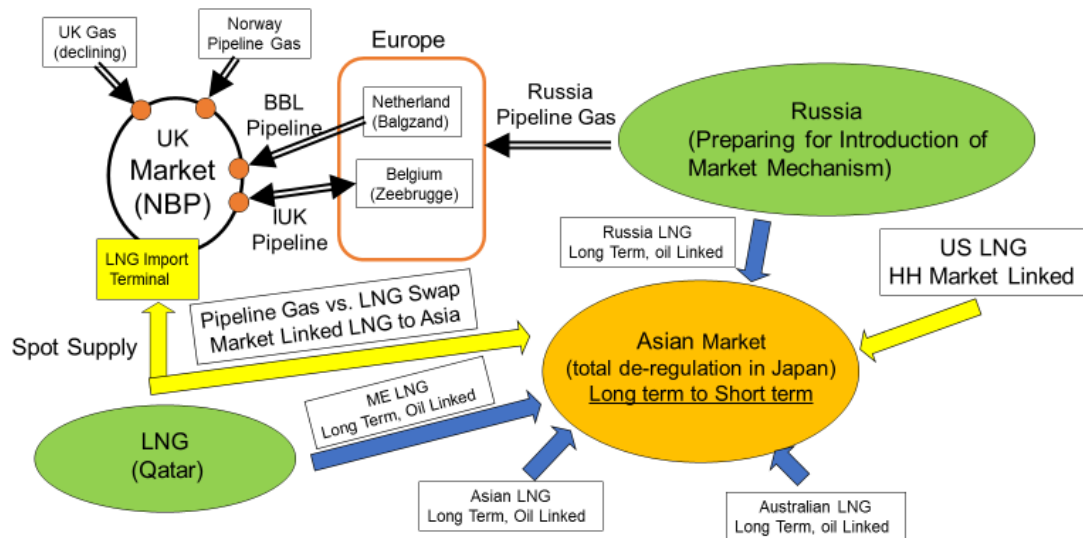 UK Gas
(declining)
Norway
Pipeline Gas
Europe
UK
Market
(NBP)
BBL
Pipeline
Netherland
(Balgzand)
Belgium
(Zeebrugge)
IUK
Pipeline
Russia
Pipeline Gas
Russia
(Preparing for Introduction of
Market Mechanism)
LNG Import
Terminal
Russia LNG
Long Term, oil Linked
US LNG
HH Market Linked
Spot Supply
Pipeline Gas vs. LNG Swap
Market Linked LNG to Asia
Asian Market
(total de-regulation in Japan)
Long term to Short term
ME LNG
Long Term, Oil Linked
LNG
(Qatar)
Asian LNG
Long Term, Oil Linked
Australian LNG
Long Term, oil Linked